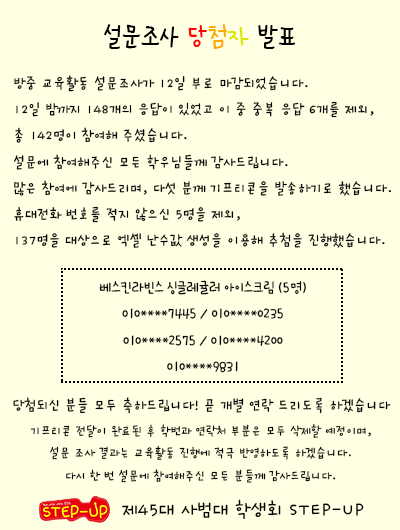 설문조사 당첨자 발표
방중 교육활동 설문조사가 12일 부로 마감되었습니다.
12일 밤까지 148개의 응답이 있었고 이 중 중복 응답 6개를 제외,
총 142명이 참여해 주셨습니다.
설문에 참여해주신 모든 학우님들께 감사드립니다.
많은 참여에 감사드리며, 다섯 분께 기프티콘을 발송하기로 했습니다.
휴대전화 번호를 적지 않으신 5명을 제외,
137명을 대상으로 엑셀 난수값 생성을 이용해 추첨을 진행했습니다.
베스킨라빈스 싱글레귤러 아이스크림 (5명)
010****7445 / 010****0235
010****2575 / 010****4200
010****9831
당첨되신 분들 모두 축하드립니다! 곧 개별 연락 드리도록 하겠습니다
기프티콘 전달이 완료된 후 학번과 연락처 부분은 모두 삭제할 예정이며,
설문 조사 결과는 교육활동 진행에 적극 반영하도록 하겠습니다.
다시 한 번 설문에 참여해주신 모든 분들께 감사드립니다.
STEP-UP 제45대 사범대 학생회 STEP-UP